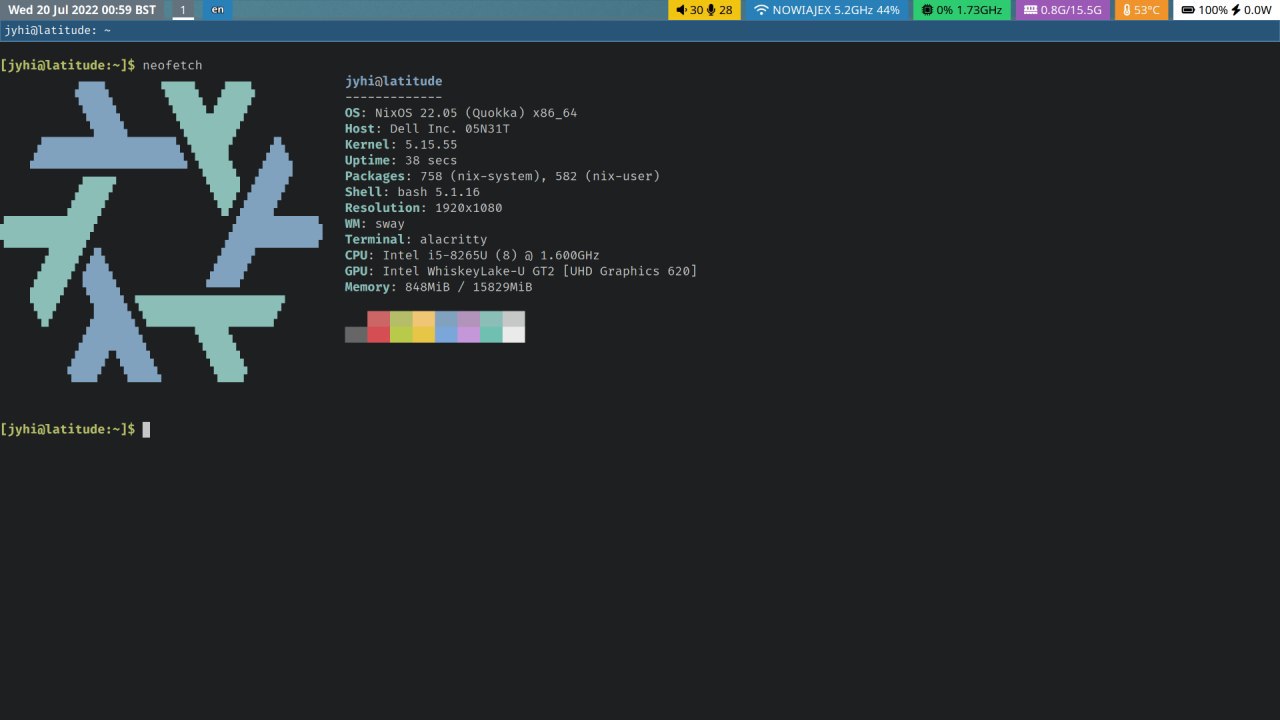 Wed 20 Jul 2022 00:59 BST 1 en 30 28 NOWIAJEX 5.2GHz 44% 0% 1.73GHz 0.8G/15.5G 53°C 100% 0.0W
jyhi@latitude: ~
[jyhi@latitude:~]$ neofetch
jyhi@latitude
-------------
OS: NixOS 22.05 (Quokka) x86_64
Host: Dell Inc. 05N31T
Kernel: 5.15.55
Uptime: 38 secs
Packages: 758 (nix-system), 582 (nix-user)
Shell: bash 5.1.16
Resolution: 1920x1080
WM: sway
Terminal: alacritty
CPU: Intel i5-8265U (8) @ 1.600GHz
GPU: Intel WhiskeyLake-U GT2 [UHD Graphics 620]
Memory: 848MiB / 15829MiB
[jyhi@latitude:~]$